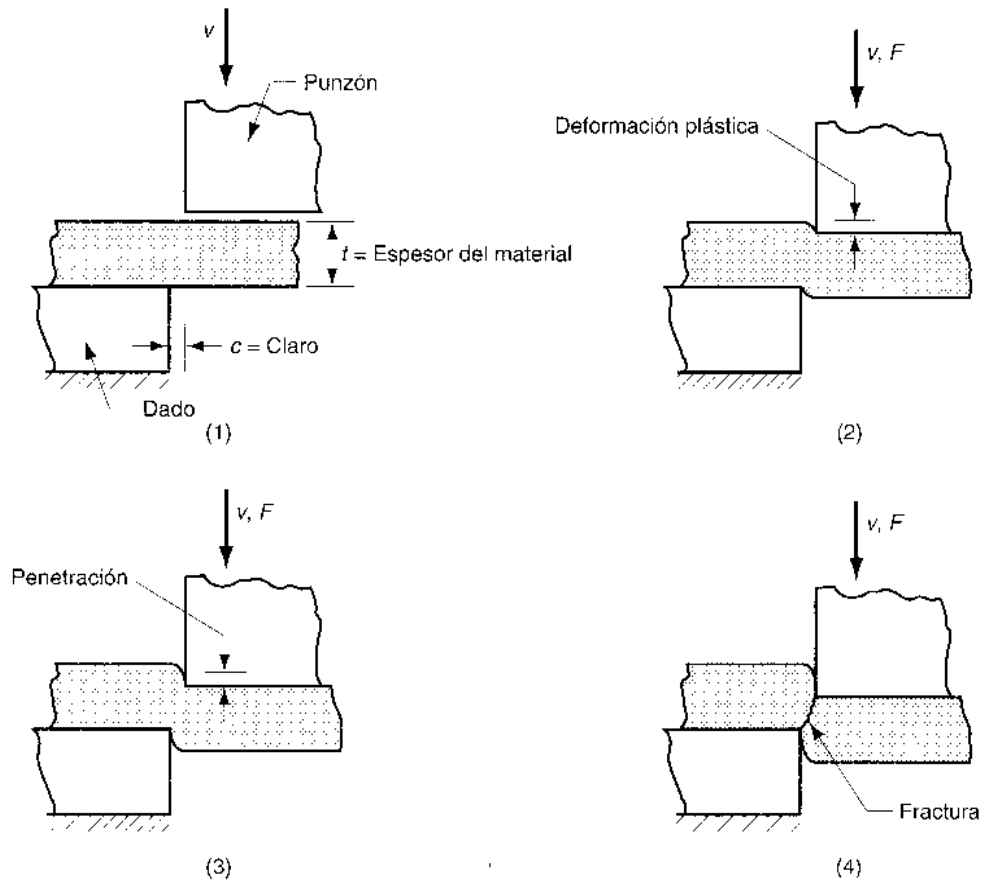 v
Punzón
t = Espesor del material
c = Claro
Dado
(1)
v, F
Deformación plástica
(2)
v, F
Penetración
(3)
v, F
Fractura
(4)